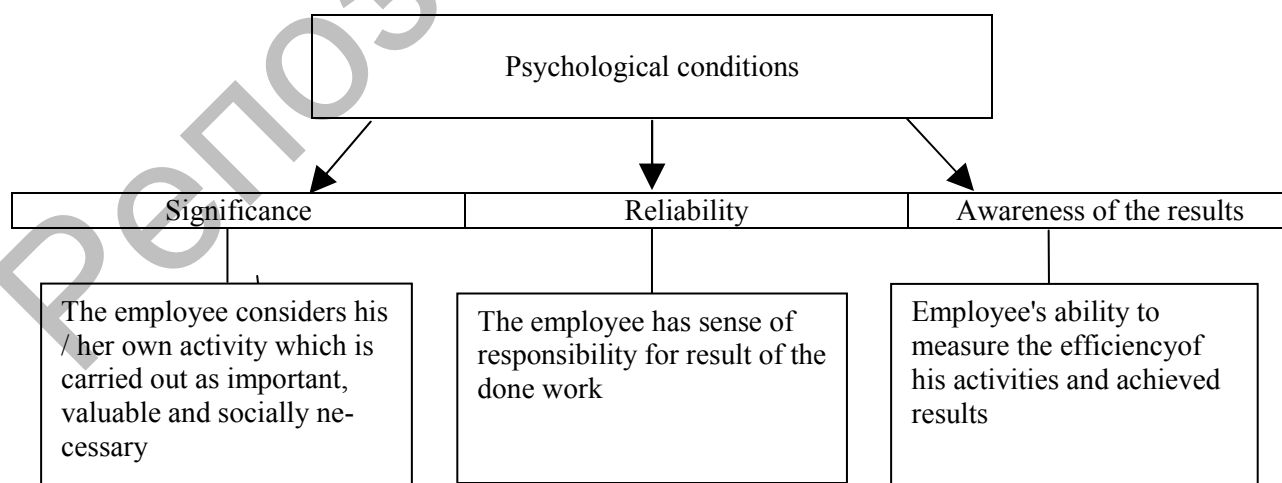 Репоз
Psychological conditions
Significance
Reliability
Awareness of the results
The employee considers his
/ her own activity which is
carried out as important,
valuable and socially ne-
cessary
The employee has sense of
responsibility for result of the
done work
Employee's ability to
measure the efficiencyof
his activities and achieved
results